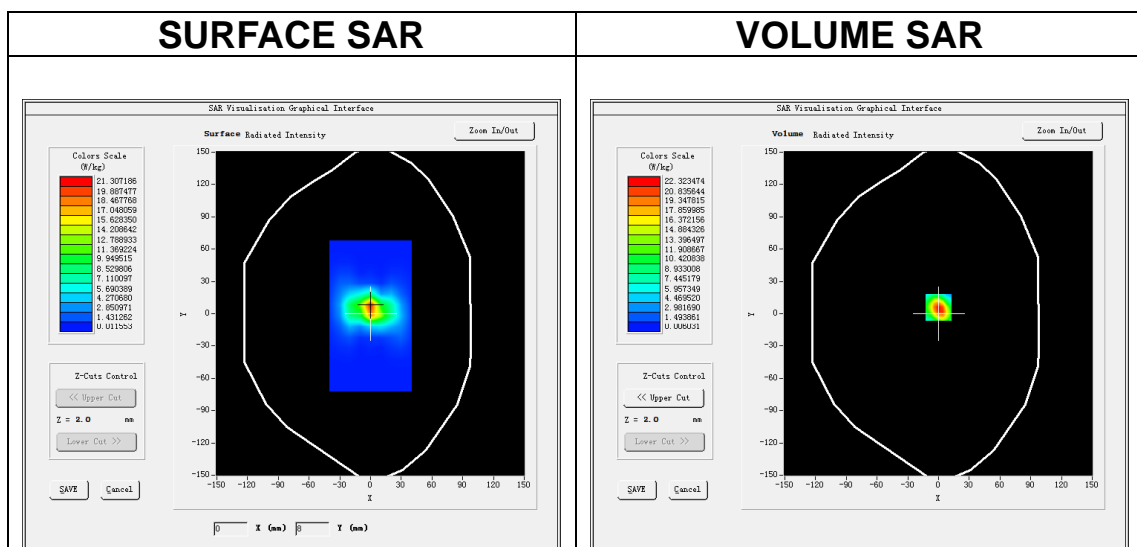 SURFACE SAR
VOLUME SAR
SAR Visualisation Graphical Interface
Surface Radiated Intensity
Zoom In/Out
Colors Scale
(W/kg)
21.307186
19.887477
18.467768
17.048059
15.628350
14.208642
12.788933
11.369224
9.949515
8.529806
7.110097
5.690389
4.270680
2.850971
1.431262
0.011553
Z-Cuts Control
<< Upper Cut
Z = 2.0 mm
Lower Cut >>
SAVE Cancel
150
120
90
60
30
0
-30
-60
-90
-120
-150
Y
-150 -120 -90 -60 -30 0 30 60 90 120 150
X
0 X (mm) 8 Y (mm)
SAR Visualisation Graphical Interface
Volume Radiated Intensity
Zoom In/Out
Colors Scale
(W/kg)
22.323474
20.835644
19.347815
17.859985
16.372156
14.884326
13.396497
11.908667
10.420838
8.933008
7.445179
5.957349
4.469520
2.981690
1.493861
0.006031
Z-Cuts Control
<< Upper Cut
Z = 2.0 mm
Lower Cut >>
SAVE Cancel
150
120
90
60
30
0
-30
-60
-90
-120
-150
Y
-150 -120 -90 -60 -30 0 30 60 90 120 150
X